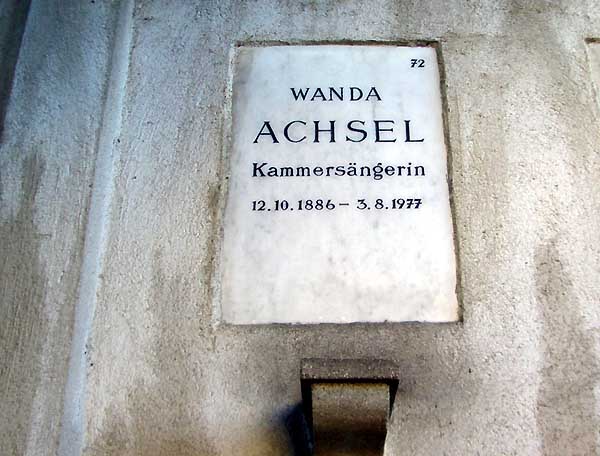 72
WANDA
ACHSEL
Kammersängerin
12.10.1886 – 3.8.1977